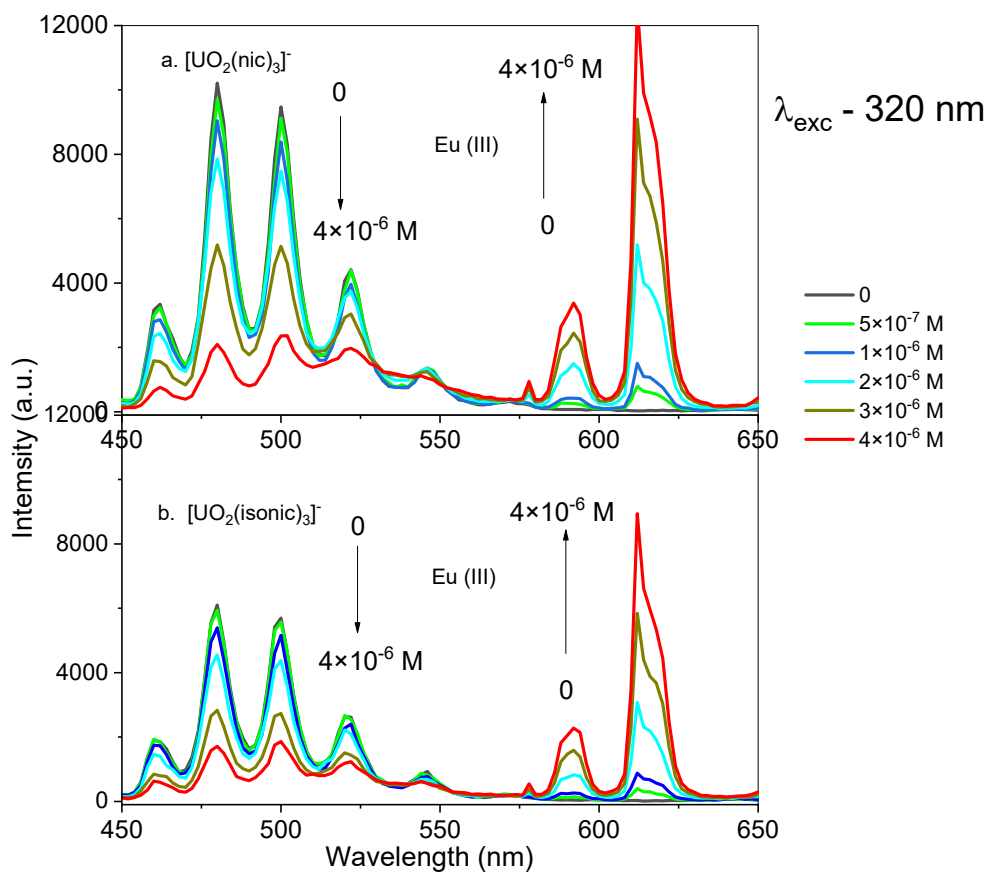 12000
8000
4000
0
a. [UO₂(nic)₃]⁻
0
4×10⁻⁶ M
Eu (III)
4×10⁻⁶ M
0
λexc - 320 nm
450 500 550 600 650
0
5×10⁻⁷ M
1×10⁻⁶ M
2×10⁻⁶ M
3×10⁻⁶ M
4×10⁻⁶ M
Intemsity (a.u.)
12000
8000
4000
0
b. [UO₂(isonic)₃]⁻
0
4×10⁻⁶ M
Eu (III)
4×10⁻⁶ M
0
450 500 550 600 650
Wavelength (nm)